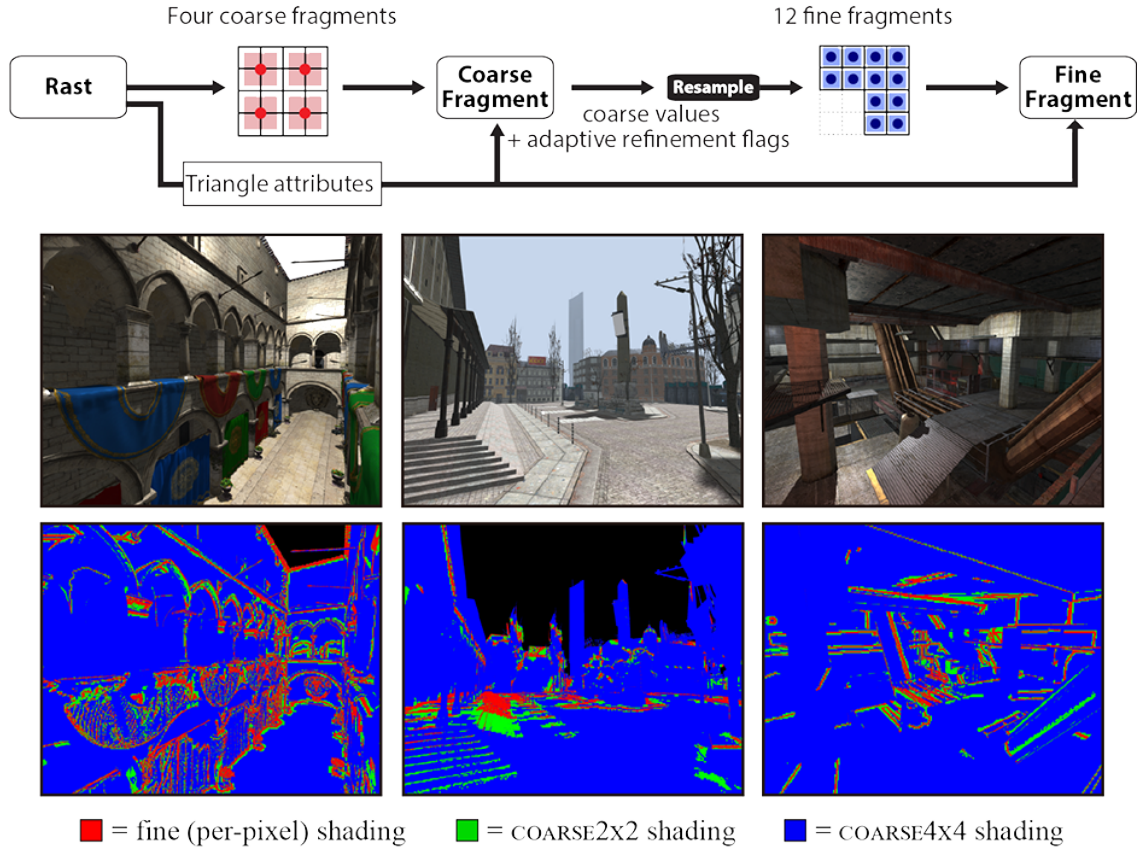 Four coarse fragments
12 fine fragments
Rast
Coarse
Fragment
Resample
Fine
Fragment
coarse values
+ adaptive refinement flags
Triangle attributes
= fine (per-pixel) shading
= COARSE2x2 shading
= COARSE4x4 shading